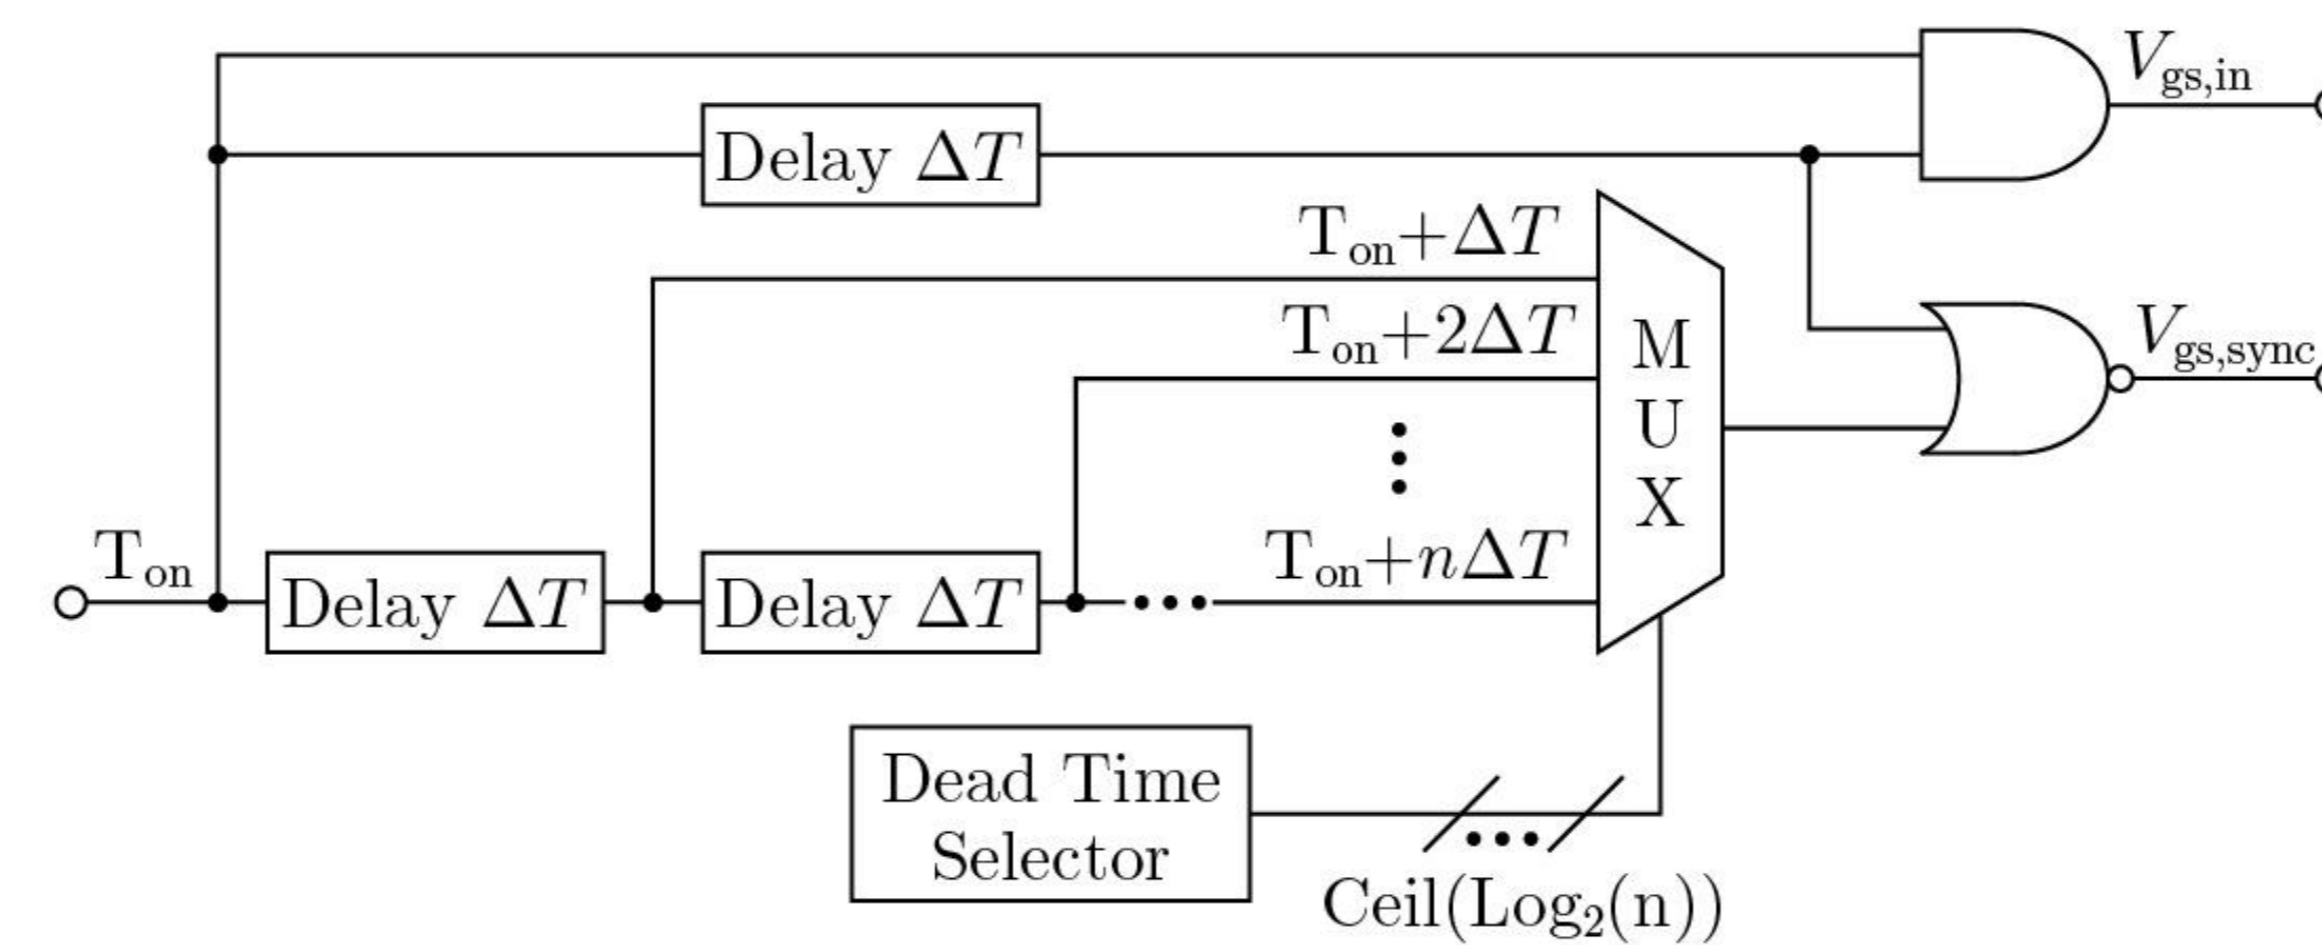 V_gs,in
Delay ΔT
T_on+ΔT
T_on+2ΔT
M
U
X
V_gs,sync
T_on
Delay ΔT
Delay ΔT
T_on+nΔT
Dead Time
Selector
Ceil(Log_2(n))